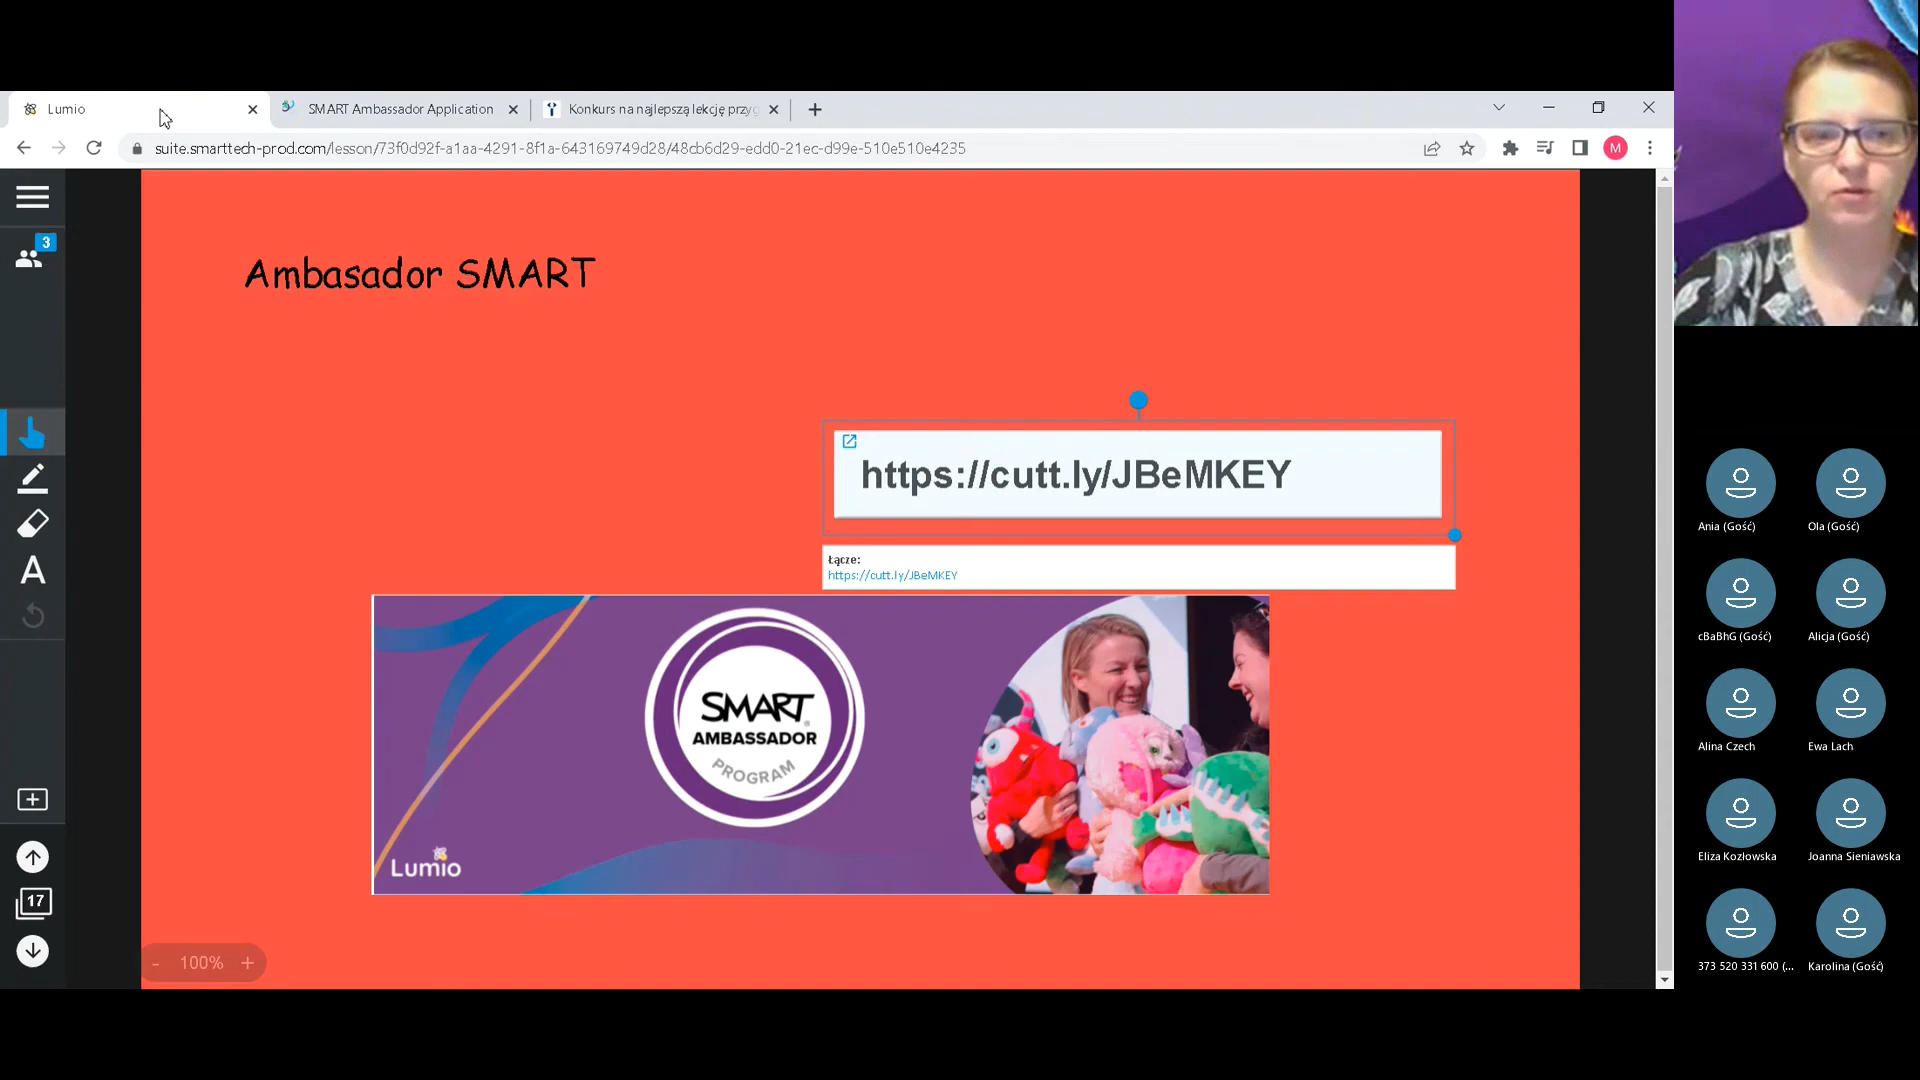 Lumio
SMART Ambassador Application
Konkurs na najlepszą lekcję przyg
suite.smarttech-prod.com/lesson/73f0d92f-a1aa-4291-8f1a-643169749d28/48cb6d29-edd0-21ec-d99e-510e510e4235
M
3
Ambasador SMART
https://cutt.ly/JBeMKEY
Łącze:
https://cutt.ly/JBeMKEY
SMART
AMBASSADOR
PROGRAM
Lumio
17
- 100% +
Ania (Gość)
Ola (Gość)
cBaBhG (Gość)
Alicja (Gość)
Alina Czech
Ewa Lach
Eliza Kozłowska
Joanna Sieniawska
373 520 331 600 (...
Karolina (Gość)